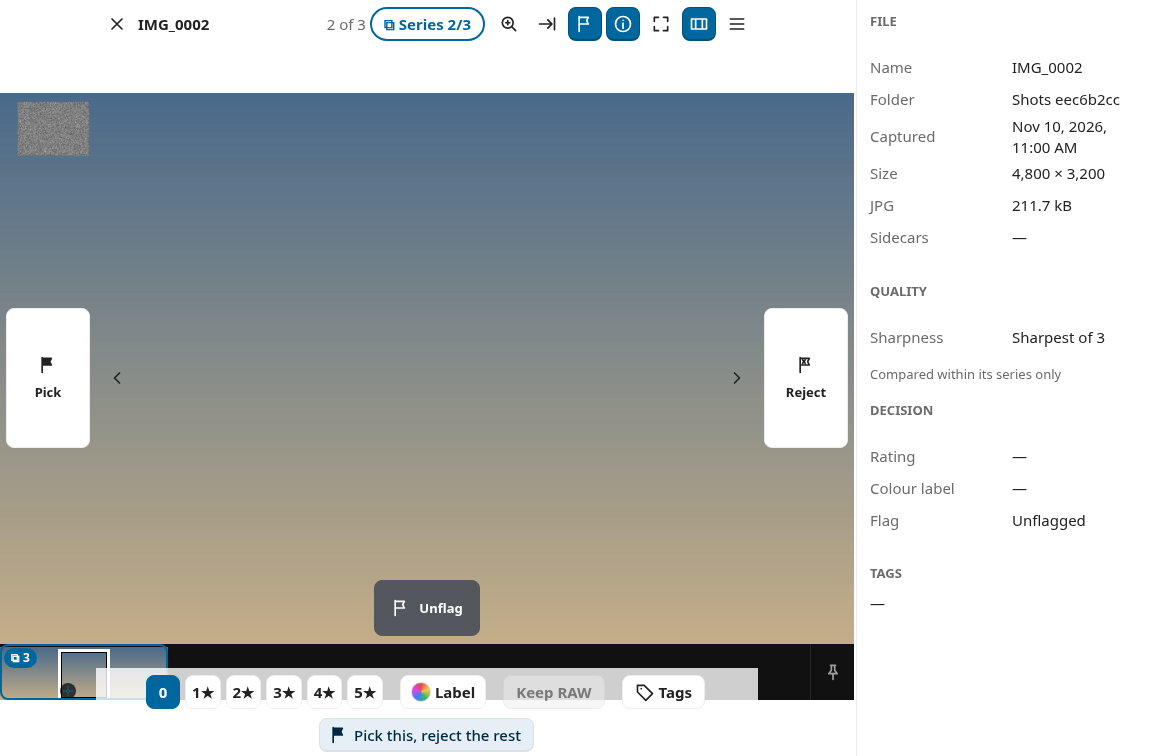 IMG_0002
2 of 3
Series 2/3
Pick
Reject
Unflag
3
0
1★
2★
3★
4★
5★
Label
Keep RAW
Tags
Pick this, reject the rest
FILE
Name IMG_0002
Folder Shots eec6b2cc
Captured Nov 10, 2026,
11:00 AM
Size 4,800 × 3,200
JPG 211.7 kB
Sidecars —
QUALITY
Sharpness Sharpest of 3
Compared within its series only
DECISION
Rating —
Colour label —
Flag Unflagged
TAGS
—